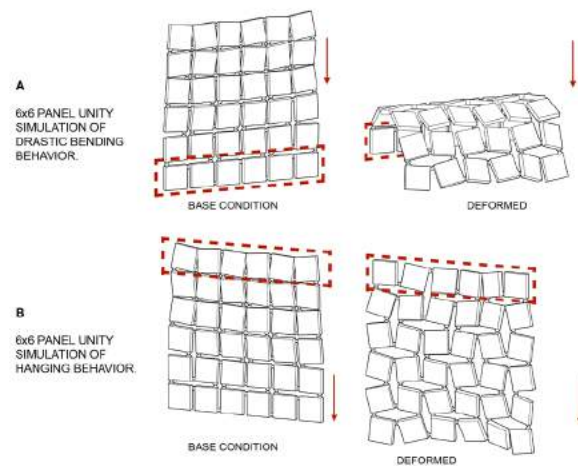 A
6x6 PANEL UNITY
SIMULATION OF
DRASTIC BENDING
BEHAVIOR.
BASE CONDITION
DEFORMED
B
6x6 PANEL UNITY
SIMULATION OF
HANGING BEHAVIOR.
BASE CONDITION
DEFORMED